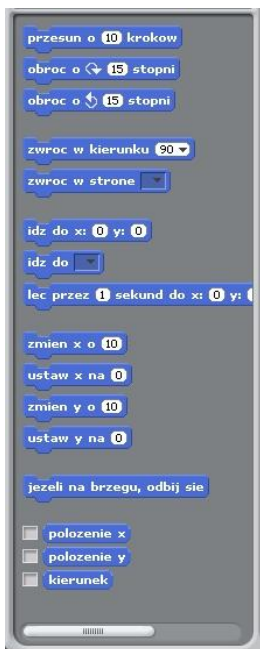 przesun o 10 krokow
obroc o 15 stopni
obroc o 15 stopni
zwroc w kierunku 90
zwroc w strone
idz do x: 0 y: 0
idz do
lec przez 1 sekund do x: 0 y:
zmien x o 10
ustaw x na 0
zmien y o 10
ustaw y na 0
jezeli na brzegu, odbij sie
polozenie x
polozenie y
kierunek